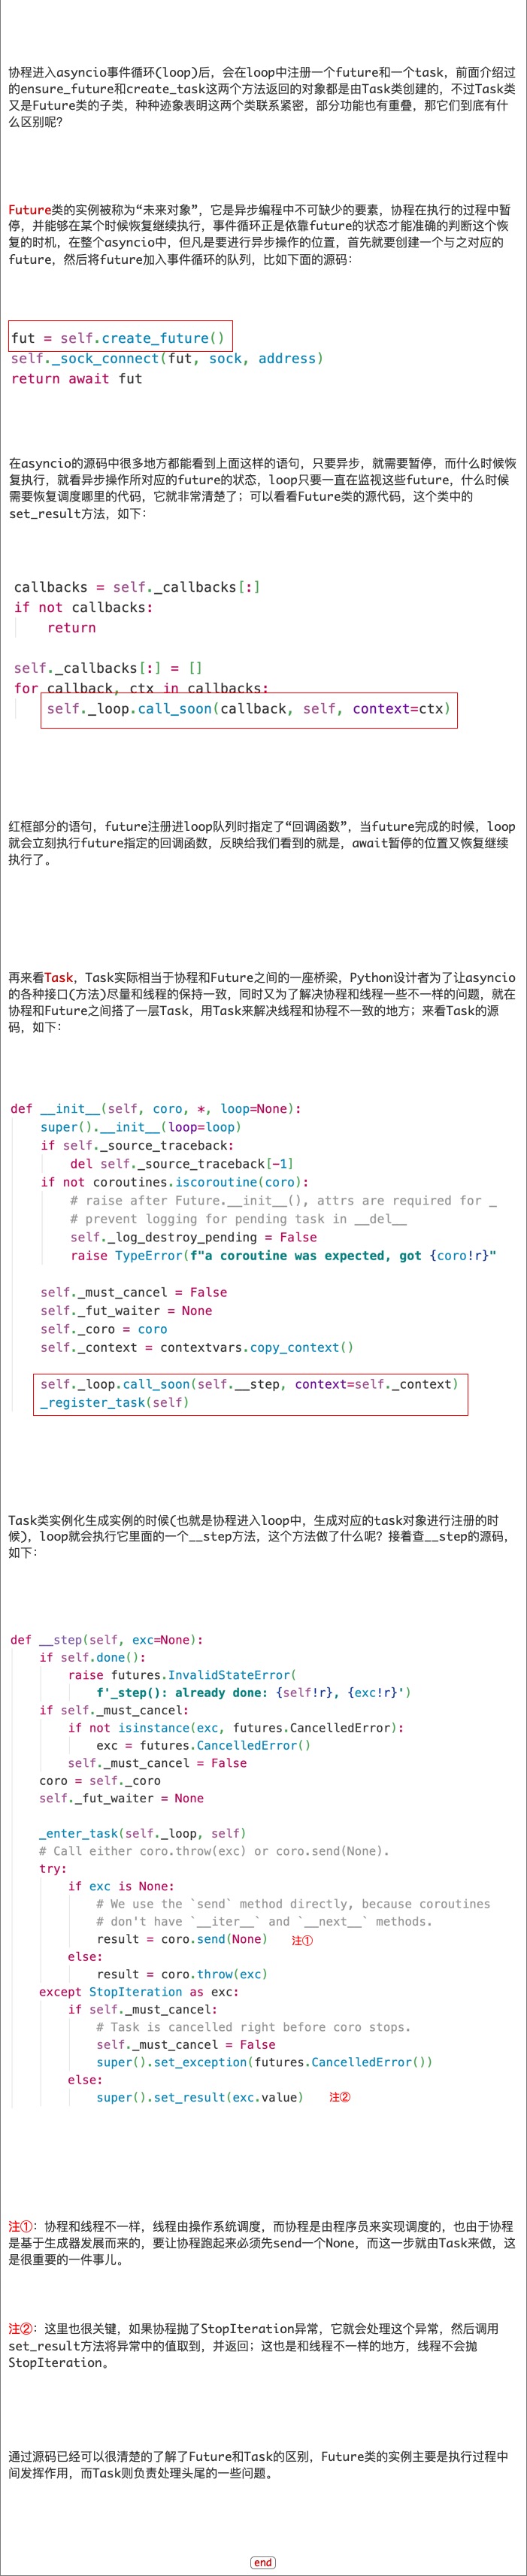 协程进入asyncio事件循环(loop)后，会在loop中注册一个future和一个task，前面介绍过
的ensure_future和create_task这两个方法返回的对象都是由Task类创建的，不过Task类
又是Future类的子类，种种迹象表明这两个类联系紧密，部分功能也有重叠，那它们到底有什
么区别呢？
Future类的实例被称为“未来对象”，它是异步编程中不可缺少的要素，协程在执行的过程中暂
停，并能够在某个时候恢复继续执行，事件循环正是依靠future的状态才能准确的判断这个恢
复的时机，在整个asyncio中，但凡是要进行异步操作的位置，首先就要创建一个与之对应的
future，然后将future加入事件循环的队列，比如下面的源码：
fut = self.create_future()
self._sock_connect(fut, sock, address)
return await fut
在asyncio的源码中很多地方都能看到上面这样的语句，只要异步，就需要暂停，而什么时候恢
复执行，就看异步操作所对应的future的状态，loop只要一直在监视这些future，什么时候
需要恢复调度哪里的代码，它就非常清楚了；可以看看Future类的源代码，这个类中的
set_result方法，如下：
callbacks = self._callbacks[:]
if not callbacks:
    return
self._callbacks[:] = []
for callback, ctx in callbacks:
    self._loop.call_soon(callback, self, context=ctx)
红框部分的语句，future注册进loop队列时指定了“回调函数”，当future完成的时候，loop
就会立刻执行future指定的回调函数，反映给我们看到的就是，await暂停的位置又恢复继续
执行了。
再来看Task，Task实际相当于协程和Future之间的一座桥梁，Python设计者为了让asyncio
的各种接口(方法)尽量和线程的保持一致，同时又为了解决协程和线程一些不一样的问题，就在
协程和Future之间搭了一层Task，用Task来解决线程和协程不一致的地方；来看Task的源
码，如下：
def __init__(self, coro, *, loop=None):
    super().__init__(loop=loop)
    if self._source_traceback:
        del self._source_traceback[-1]
    if not coroutines.iscoroutine(coro):
        # raise after Future.__init__(), attrs are required for _
        # prevent logging for pending task in __del__
        self._log_destroy_pending = False
        raise TypeError(f"a coroutine was expected, got {coro!r}"
    self._must_cancel = False
    self._fut_waiter = None
    self._coro = coro
    self._context = contextvars.copy_context()
    self._loop.call_soon(self.__step, context=self._context)
    _register_task(self)
Task类实例化生成实例的时候(也就是协程进入loop中，生成对应的task对象进行注册的时
候)，loop就会执行它里面的一个__step方法，这个方法做了什么呢？接着查__step的源码，
如下：
def __step(self, exc=None):
    if self.done():
        raise futures.InvalidStateError(
            f'_step(): already done: {self!r}, {exc!r}')
    if self._must_cancel:
        if not isinstance(exc, futures.CancelledError):
            exc = futures.CancelledError()
        self._must_cancel = False
    coro = self._coro
    self._fut_waiter = None
    _enter_task(self._loop, self)
    # Call either coro.throw(exc) or coro.send(None).
    try:
        if exc is None:
            # We use the `send` method directly, because coroutines
            # don't have `__iter__` and `__next__` methods.
            result = coro.send(None) 注①
        else:
            result = coro.throw(exc)
    except StopIteration as exc:
        if self._must_cancel:
            # Task is cancelled right before coro stops.
            self._must_cancel = False
            super().set_exception(futures.CancelledError())
        else:
            super().set_result(exc.value) 注②
注①：协程和线程不一样，线程由操作系统调度，而协程是由程序员来实现调度的，也由于协程
是基于生成器发展而来的，要让协程跑起来必须先send一个None，而这一步就由Task来做，这
是很重要的一件事儿。
注②：这里也很关键，如果协程抛了StopIteration异常，它就会处理这个异常，然后调用
set_result方法将异常中的值取到，并返回；这也是和线程不一样的地方，线程不会抛
StopIteration。
通过源码已经可以很清楚的了解了Future和Task的区别，Future类的实例主要是执行过程中
间发挥作用，而Task则负责处理头尾的一些问题。
end